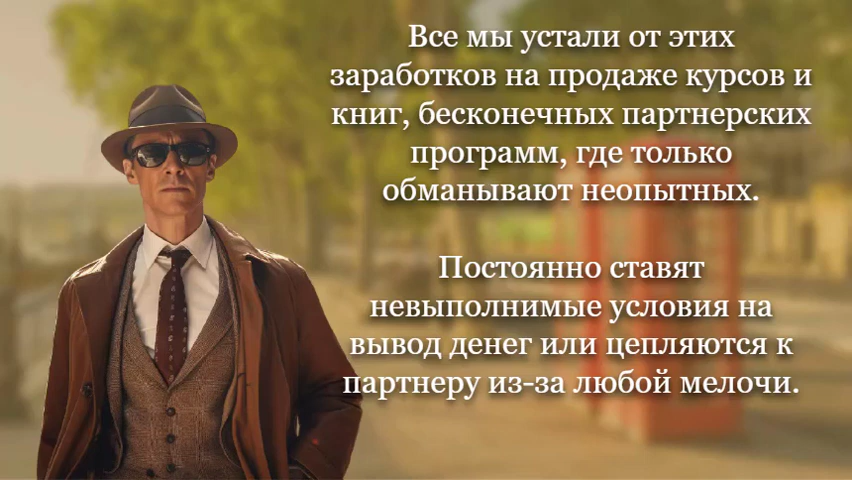 Все мы устали от этих
заработков на продаже курсов и
книг, бесконечных партнерских
программ, где только
обманывают неопытных.
Постоянно ставят
невыполнимые условия на
вывод денег или цепляются к
партнеру из-за любой мелочи.